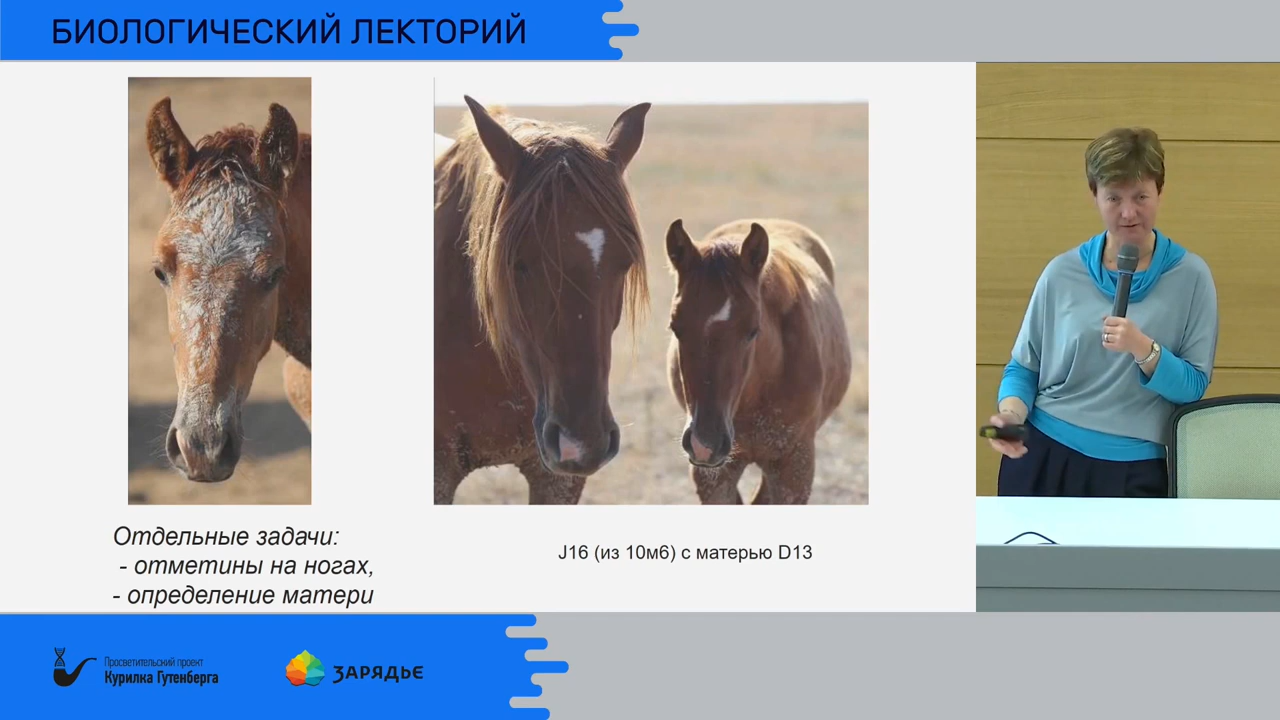 БИОЛОГИЧЕСКИЙ ЛЕКТОРИЙ
Отдельные задачи:
- отметины на ногах,
- определение матери
J16 (из 10м6) с матерью D13
Просветительский проект
Курилка Гутенберга
ЗАРЯДЬЕ